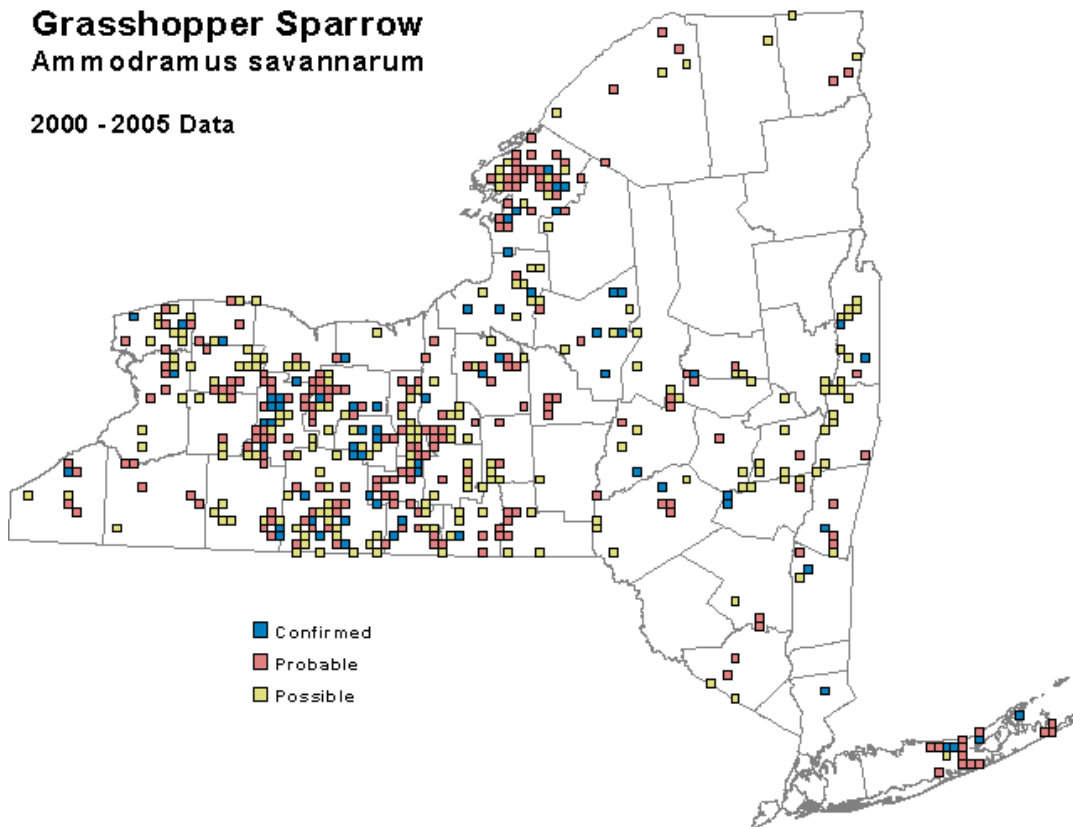 Grasshopper Sparrow
Ammodramus savannarum
2000 - 2005 Data
Confirmed
Probable
Possible